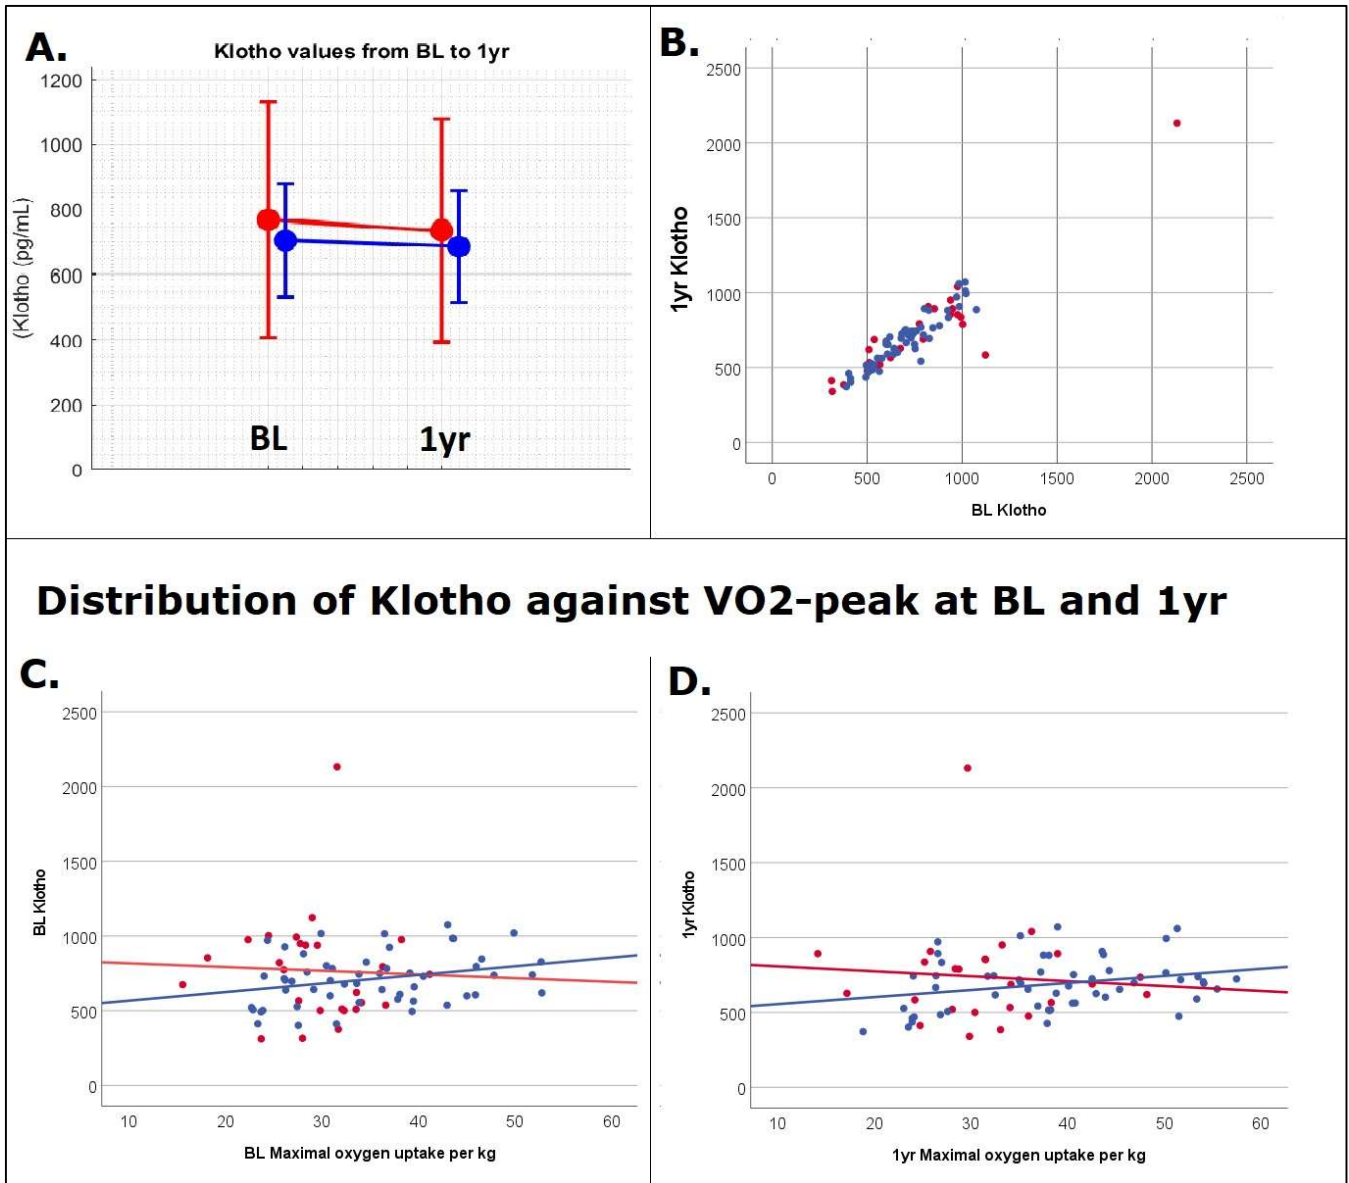 A.
Klotho values from BL to 1yr
1200
1000
800
600
400
200
0
(Klotho (pg/mL)
BL 1yr
B.
2500
2000
1500
1000
500
0
1yr Klotho
0 500 1000 1500 2000 2500
BL Klotho
Distribution of Klotho against VO2-peak at BL and 1yr
C.
2500
2000
1500
1000
500
0
BL Klotho
10 20 30 40 50 60
BL Maximal oxygen uptake per kg
D.
2500
2000
1500
1000
500
0
1yr Klotho
10 20 30 40 50 60
1yr Maximal oxygen uptake per kg